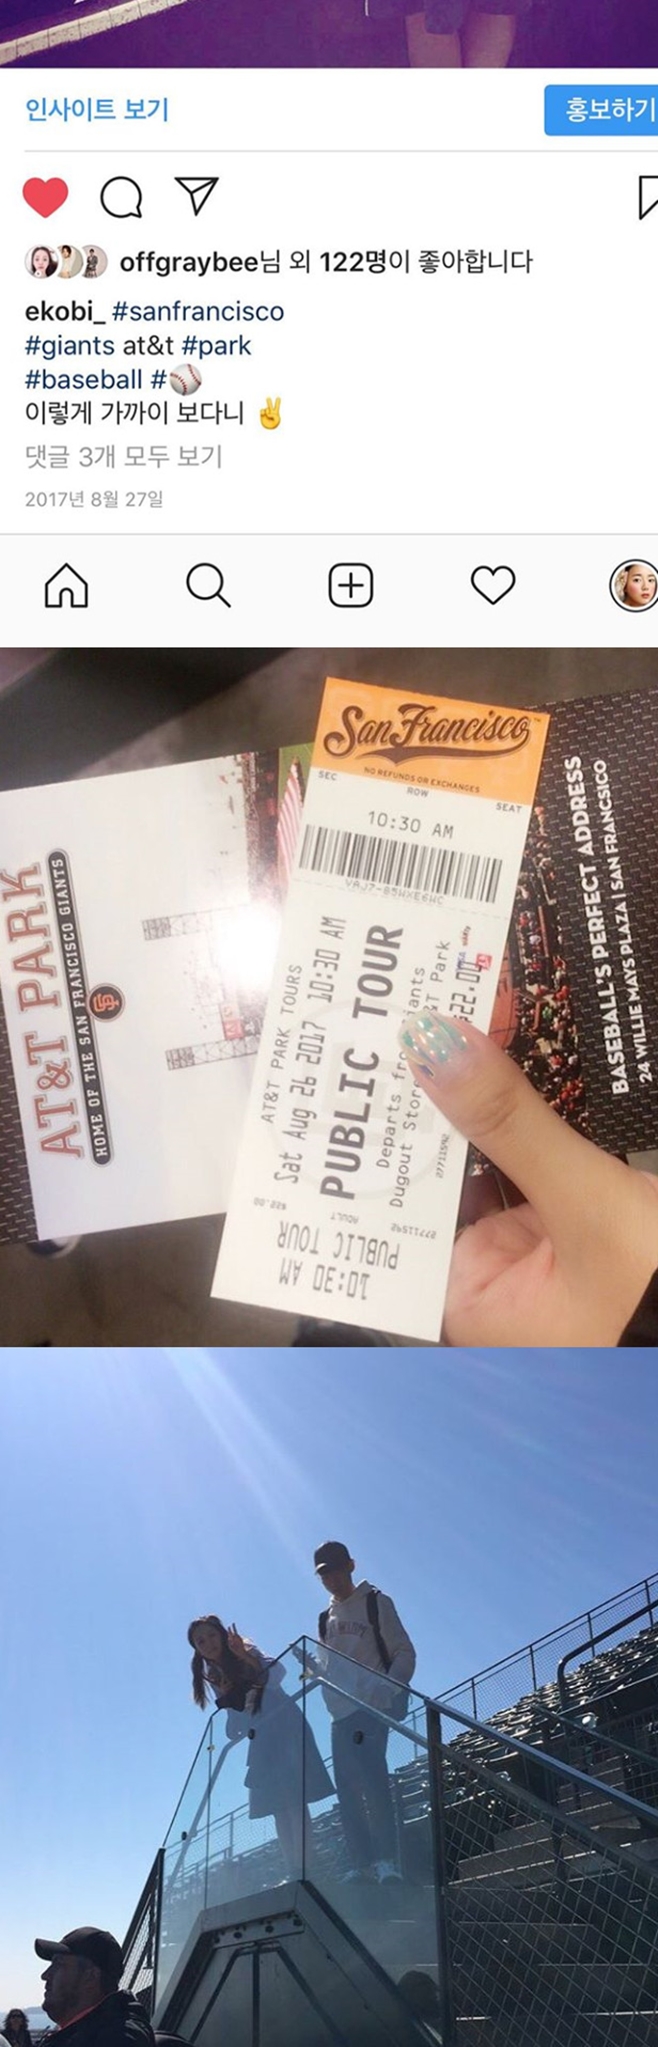 인사이트 보기
홍보하기
offgraybee님 외 122명이 좋아합니다
ekobi_ #sanfrancisco
#giants at&t #park
#baseball #⚾
이렇게 가까이 보다니 ✌
댓글 3개 모두 보기
2017년 8월 27일
San Francisco
NO REFUNDS OR EXCHANGES
SEC ROW SEAT
10:30 AM
AT&T PARK TOURS
Sat Aug 26 2017 10:30 AM
PUBLIC TOUR
Departs
Dugout Store
Park
$22.00
27711592
ADULT
PUBLIC TOUR
10:30 AM
AT&T PARK
HOME OF THE SAN FRANCISCO GIANTS
SF
BASEBALL'S PERFECT ADDRESS
24 WILLIE MAYS PLAZA | SAN FRANCSICO